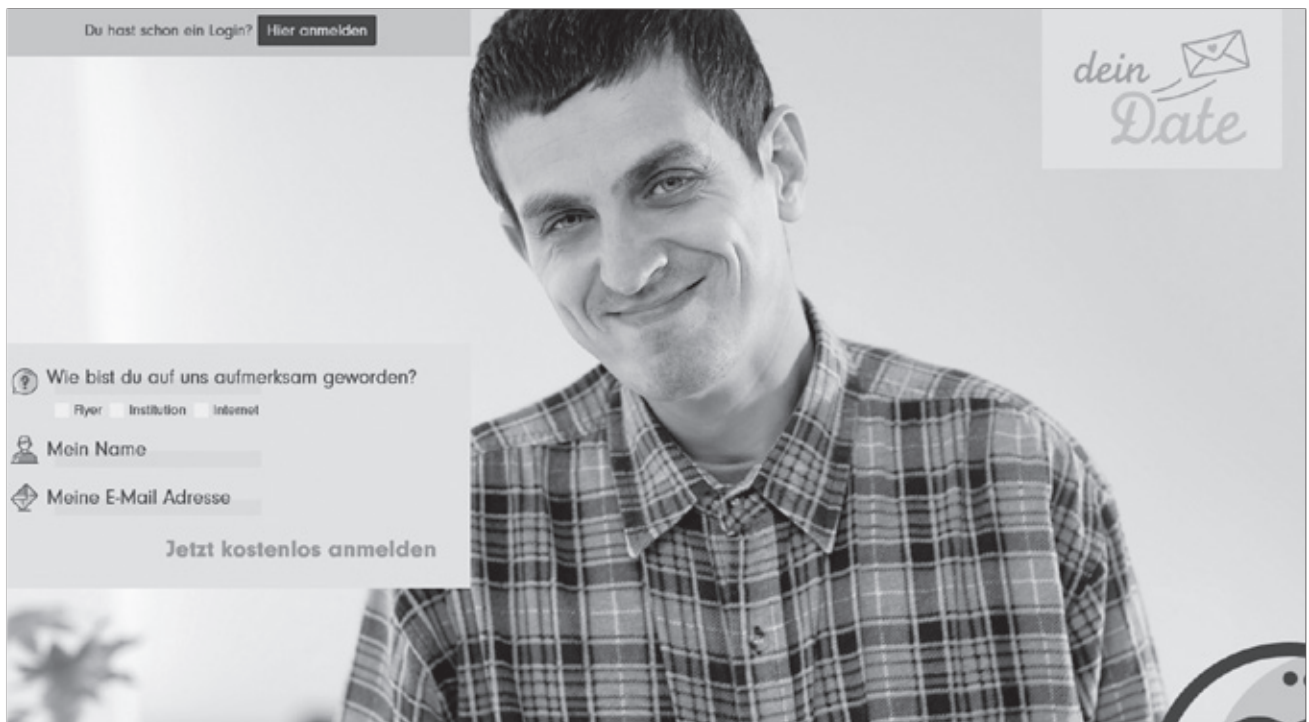 Du hast schon ein Login? Hier anmelden
dein
Date
Wie bist du auf uns aufmerksam geworden?
Flyer Institution Internet
Mein Name
Meine E-Mail Adresse
Jetzt kostenlos anmelden